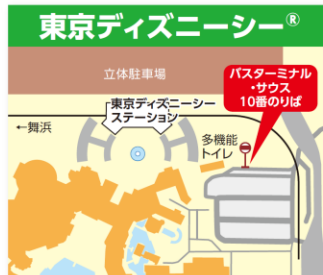 東京ディズニーシー®
立体駐車場
バスターミナル
・サウス
10番のりば
東京ディズニーシー
ステーション
←舞浜
多機能
トイレ